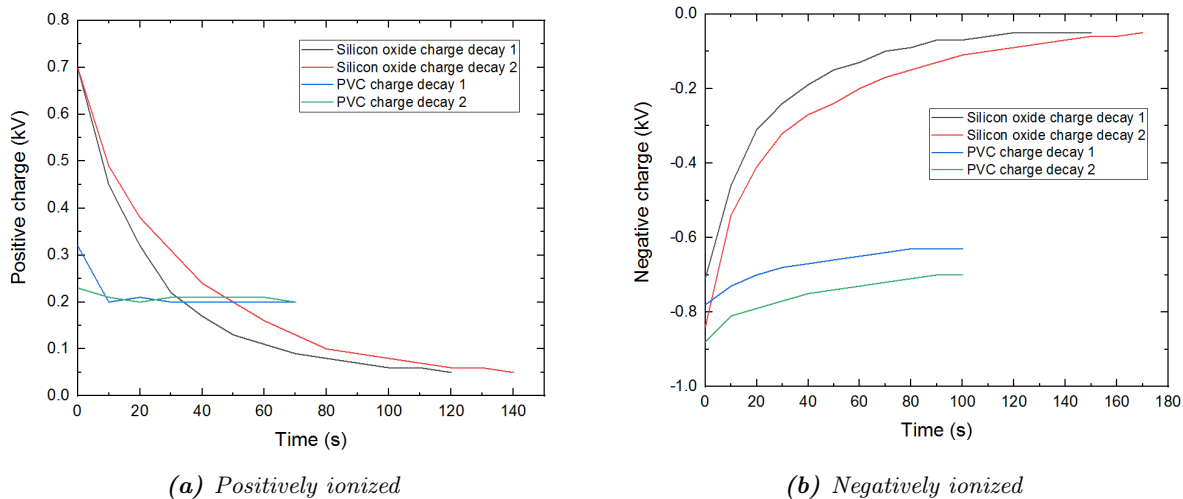 0.8
0.7
0.6
0.5
0.4
0.3
0.2
0.1
0.0
Positive charge (kV)
Silicon oxide charge decay 1
Silicon oxide charge decay 2
PVC charge decay 1
PVC charge decay 2
0 20 40 60 80 100 120 140
Time (s)
(a) Positively ionized
0.0
-0.2
-0.4
-0.6
-0.8
-1.0
Negative charge (kV)
Silicon oxide charge decay 1
Silicon oxide charge decay 2
PVC charge decay 1
PVC charge decay 2
0 20 40 60 80 100 120 140 160 180
Time (s)
(b) Negatively ionized